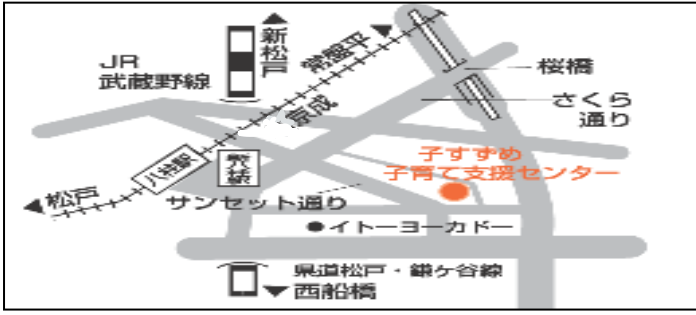 新松戸
JR
武蔵野線
常盤平
京成
桜橋
さくら
通り
子すずめ
子育て支援センター
八柱駅
松戸
サンセット通り
●イトーヨーカドー
県道松戸・鎌ケ谷線
西船橋